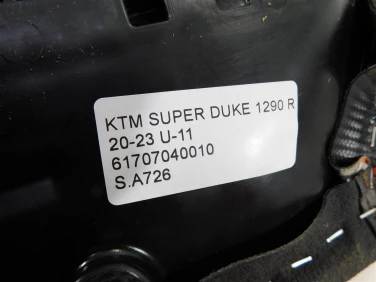 KTM SUPER DUKE 1290 R
20-23 U-11
61707040010
S.A726